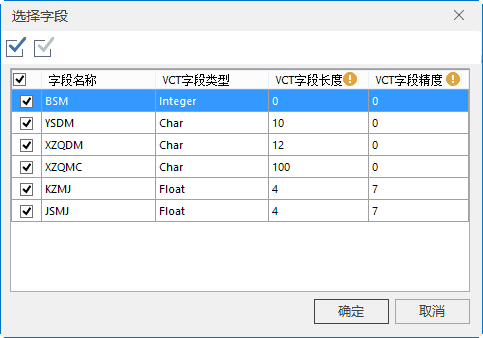 选择字段
字段名称 VCT字段类型 VCT字段长度 VCT字段精度
BSM Integer 0 0
YSDM Char 10 0
XZQDM Char 12 0
XZQMC Char 100 0
KZMJ Float 4 7
JSMJ Float 4 7
确定 取消